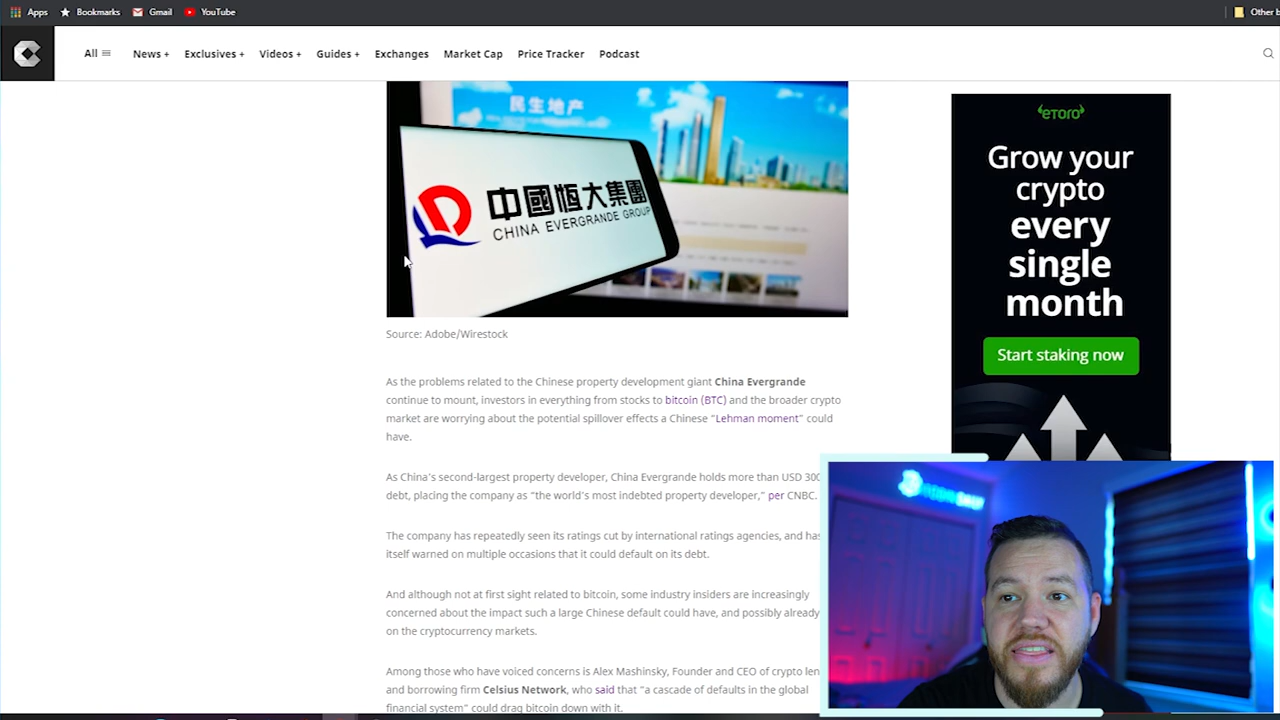 Apps
Bookmarks
Gmail
YouTube
Other b
All
News +
Exclusives +
Videos +
Guides +
Exchanges
Market Cap
Price Tracker
Podcast
民生地产
中國恆大集團
CHINA EVERGRANDE GROUP
Source: Adobe/Wirestock
As the problems related to the Chinese property development giant China Evergrande
continue to mount, investors in everything from stocks to bitcoin (BTC) and the broader crypto
market are worrying about the potential spillover effects a Chinese “Lehman moment” could
have.
As China’s second-largest property developer, China Evergrande holds more than USD 300
debt, placing the company as “the world’s most indebted property developer,” per CNBC.
The company has repeatedly seen its ratings cut by international ratings agencies, and has
itself warned on multiple occasions that it could default on its debt.
And although not at first sight related to bitcoin, some industry insiders are increasingly
concerned about the impact such a large Chinese default could have, and possibly already
on the cryptocurrency markets.
Among those who have voiced concerns is Alex Mashinsky, Founder and CEO of crypto len
and borrowing firm Celsius Network, who said that “a cascade of defaults in the global
financial system” could drag bitcoin down with it.
eToro
Grow your
crypto
every
single
month
Start staking now